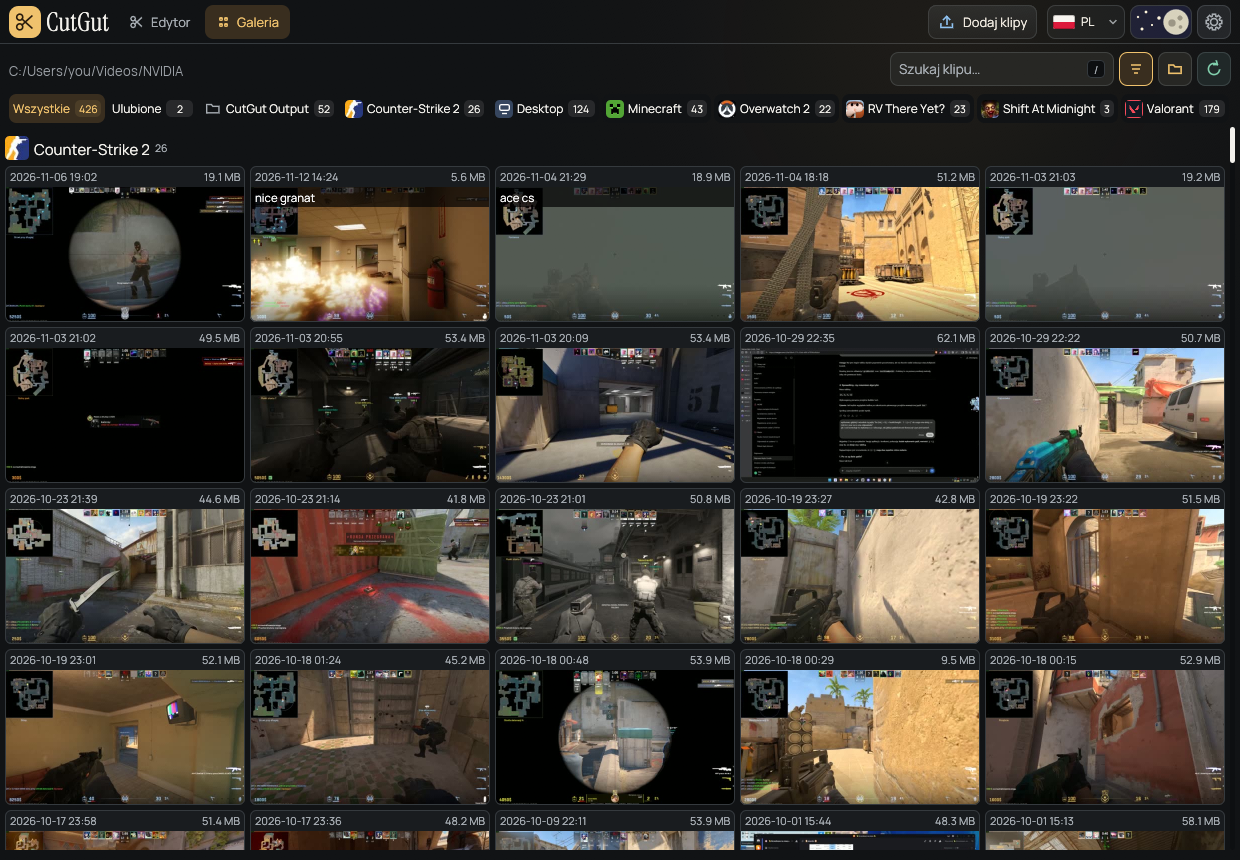 CutGut
Edytor
Galeria
Dodaj klipy
PL
C:/Users/you/Videos/NVIDIA
Szukaj klipu...
/
Wszystkie 426
Ulubione 2
CutGut Output 52
Counter-Strike 2 26
Desktop 124
Minecraft 43
Overwatch 2 22
RV There Yet? 23
Shift At Midnight 3
Valorant 179
Counter-Strike 2 26
2026-11-06 19:02 19.1 MB
2026-11-12 14:24 5.6 MB
nice granat
2026-11-04 21:29 18.9 MB
ace cs
2026-11-04 18:18 51.2 MB
2026-11-03 21:03 19.2 MB
2026-11-03 21:02 49.5 MB
2026-11-03 20:55 53.4 MB
2026-11-03 20:09 53.4 MB
51
2026-10-29 22:35 62.1 MB
2026-10-29 22:22 50.7 MB
2026-10-23 21:39 44.6 MB
2026-10-23 21:14 41.8 MB
2026-10-23 21:01 50.8 MB
2026-10-19 23:27 42.8 MB
2026-10-19 23:22 51.5 MB
2026-10-19 23:01 52.1 MB
2026-10-18 01:24 45.2 MB
2026-10-18 00:48 53.9 MB
2026-10-18 00:29 9.5 MB
2026-10-18 00:15 52.9 MB
2026-10-17 23:58 51.4 MB
2026-10-17 23:36 48.2 MB
2026-10-09 22:11 53.9 MB
2026-10-01 15:44 48.3 MB
2026-10-01 15:13 58.1 MB